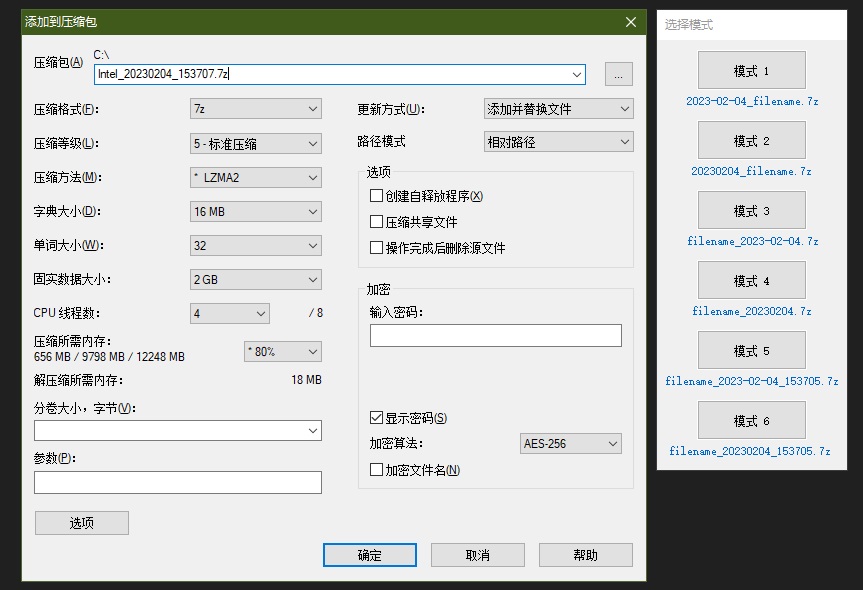 添加到压缩包
压缩包(A)
C:\
Intel_20230204_153707.7z
...
压缩格式(F):
7z
压缩等级(L):
5 - 标准压缩
压缩方法(M):
* LZMA2
字典大小(D):
16 MB
单词大小(W):
32
固实数据大小:
2 GB
CPU 线程数:
4
/ 8
压缩所需内存:
656 MB / 9798 MB / 12248 MB
* 80%
解压缩所需内存:
18 MB
分卷大小，字节(V):
参数(P):
选项
更新方式(U):
添加并替换文件
路径模式
相对路径
选项
创建自释放程序(X)
压缩共享文件
操作完成后删除源文件
加密
输入密码:
显示密码(S)
加密算法:
AES-256
加密文件名(N)
确定
取消
帮助
选择模式
模式 1
2023-02-04_filename.7z
模式 2
20230204_filename.7z
模式 3
filename_2023-02-04.7z
模式 4
filename_20230204.7z
模式 5
filename_2023-02-04_153705.7z
模式 6
filename_20230204_153705.7z